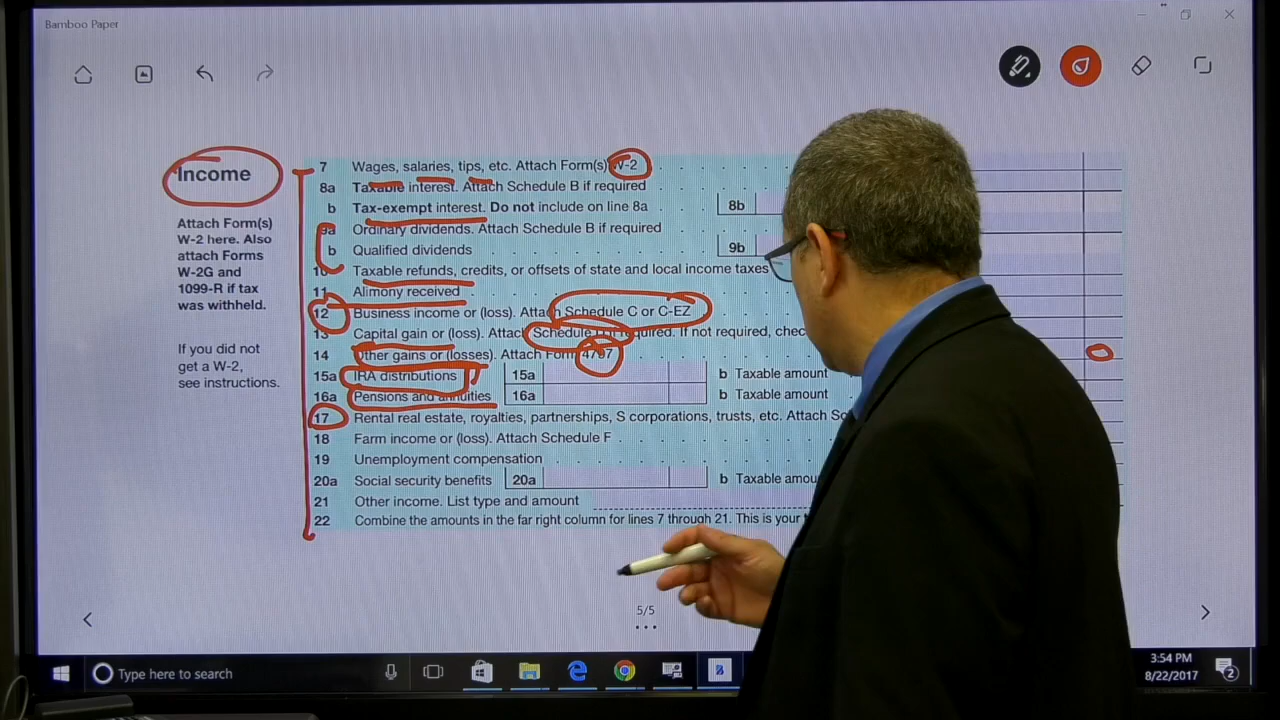 Bamboo Paper
Income
Attach Form(s)
W-2 here. Also
attach Forms
W-2G and
1099-R if tax
was withheld.
If you did not
get a W-2,
see instructions.
7 Wages, salaries, tips, etc. Attach Form(s) W-2
8a Taxable interest. Attach Schedule B if required
b Tax-exempt interest. Do not include on line 8a 8b
9a Ordinary dividends. Attach Schedule B if required
b Qualified dividends 9b
10 Taxable refunds, credits, or offsets of state and local income taxes
11 Alimony received
12 Business income or (loss). Attach Schedule C or C-EZ
13 Capital gain or (loss). Attach Schedule required. If not required, chec
14 Other gains or (losses). Attach Form 4797
15a IRA distributions 15a b Taxable amount
16a Pensions and annuities 16a b Taxable amount
17 Rental real estate, royalties, partnerships, S corporations, trusts, etc. Attach Sc
18 Farm income or (loss). Attach Schedule F
19 Unemployment compensation
20a Social security benefits 20a b Taxable amou
21 Other income. List type and amount
22 Combine the amounts in the far right column for lines 7 through 21. This is your t
5/5
Type here to search
3:54 PM
8/22/2017
2